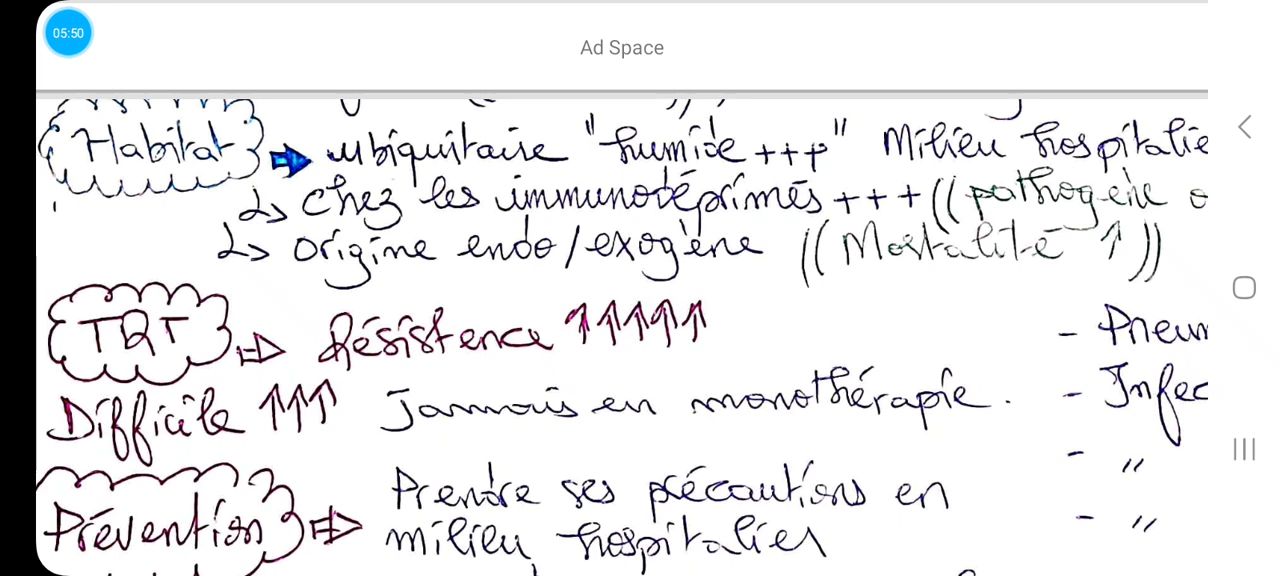 05:50
Ad Space
Habitat ➡ ubiquitaire "humide +++" Milieu hospitalie
↳ chez les immunodéprimés +++ ((pathogène o
↳ origine endo/exogène ((Mortalité ↑))
TRT ⇨ Résistence ↑↑↑↑↑
- Pneum
Difficile ↑↑↑ Jamais en monothérapie.
- Infec
- "
Prévention ⇨ Prendre ses précautions en
milieu hospitalier
- "